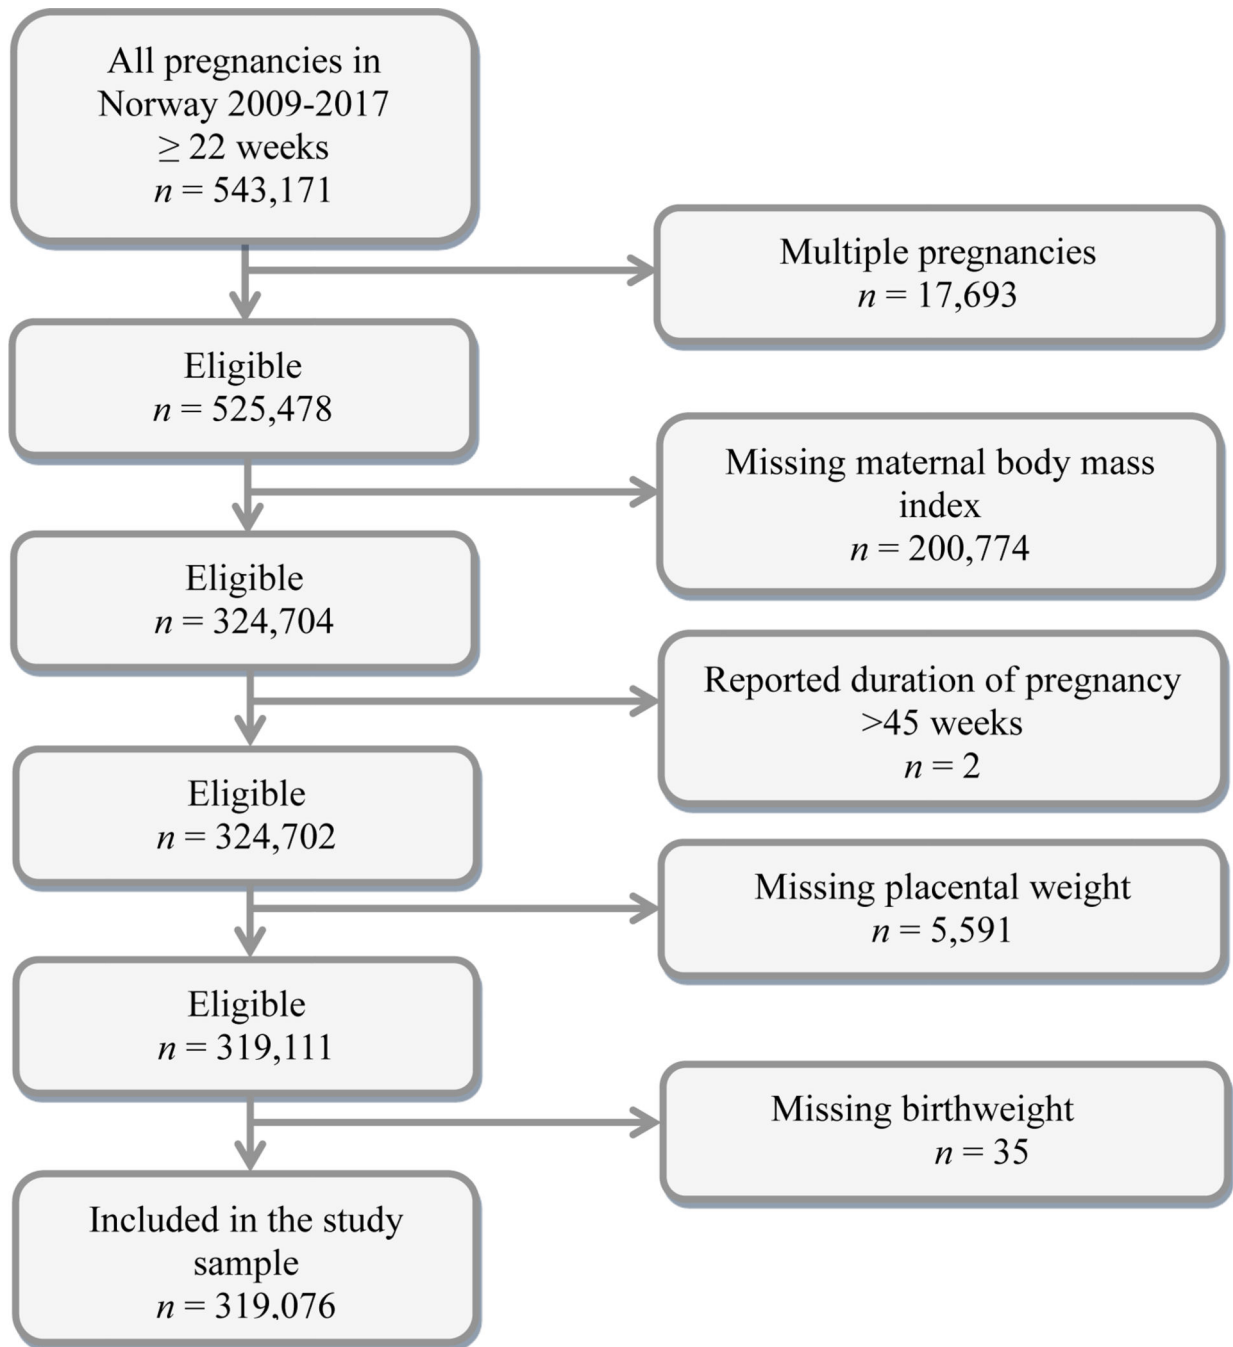 All pregnancies in
Norway 2009-2017
≥ 22 weeks
n = 543,171
Multiple pregnancies
n = 17,693
Eligible
n = 525,478
Missing maternal body mass
index
n = 200,774
Eligible
n = 324,704
Reported duration of pregnancy
>45 weeks
n = 2
Eligible
n = 324,702
Missing placental weight
n = 5,591
Eligible
n = 319,111
Missing birthweight
n = 35
Included in the study
sample
n = 319,076